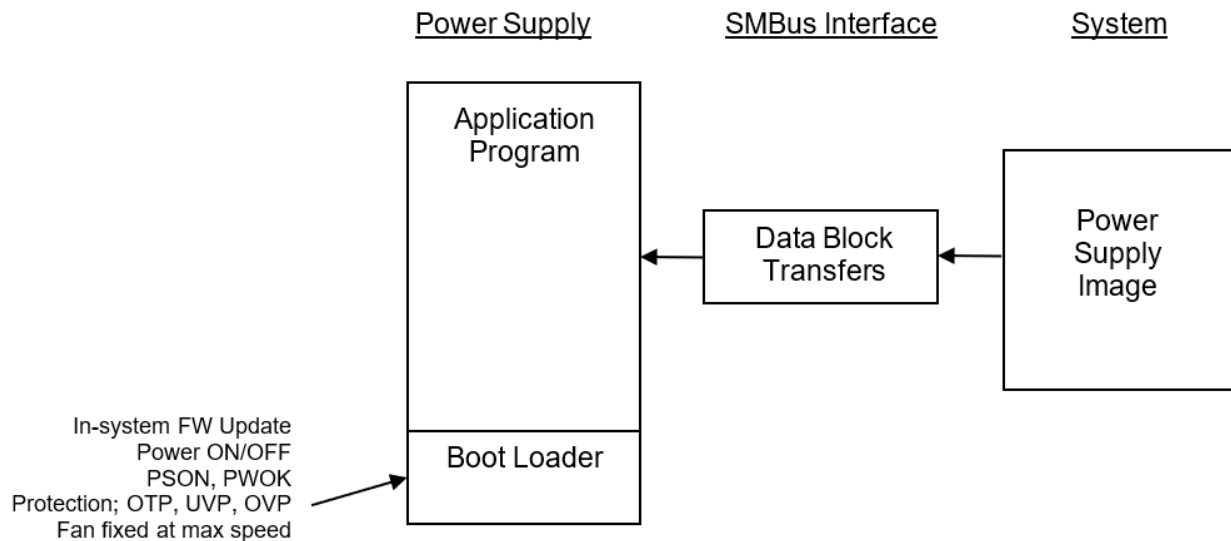 Power Supply
SMBus Interface
System
Application
Program
Data Block
Transfers
Power
Supply
Image
In-system FW Update
Power ON/OFF
PSON, PWOK
Protection; OTP, UVP, OVP
Fan fixed at max speed
Boot Loader